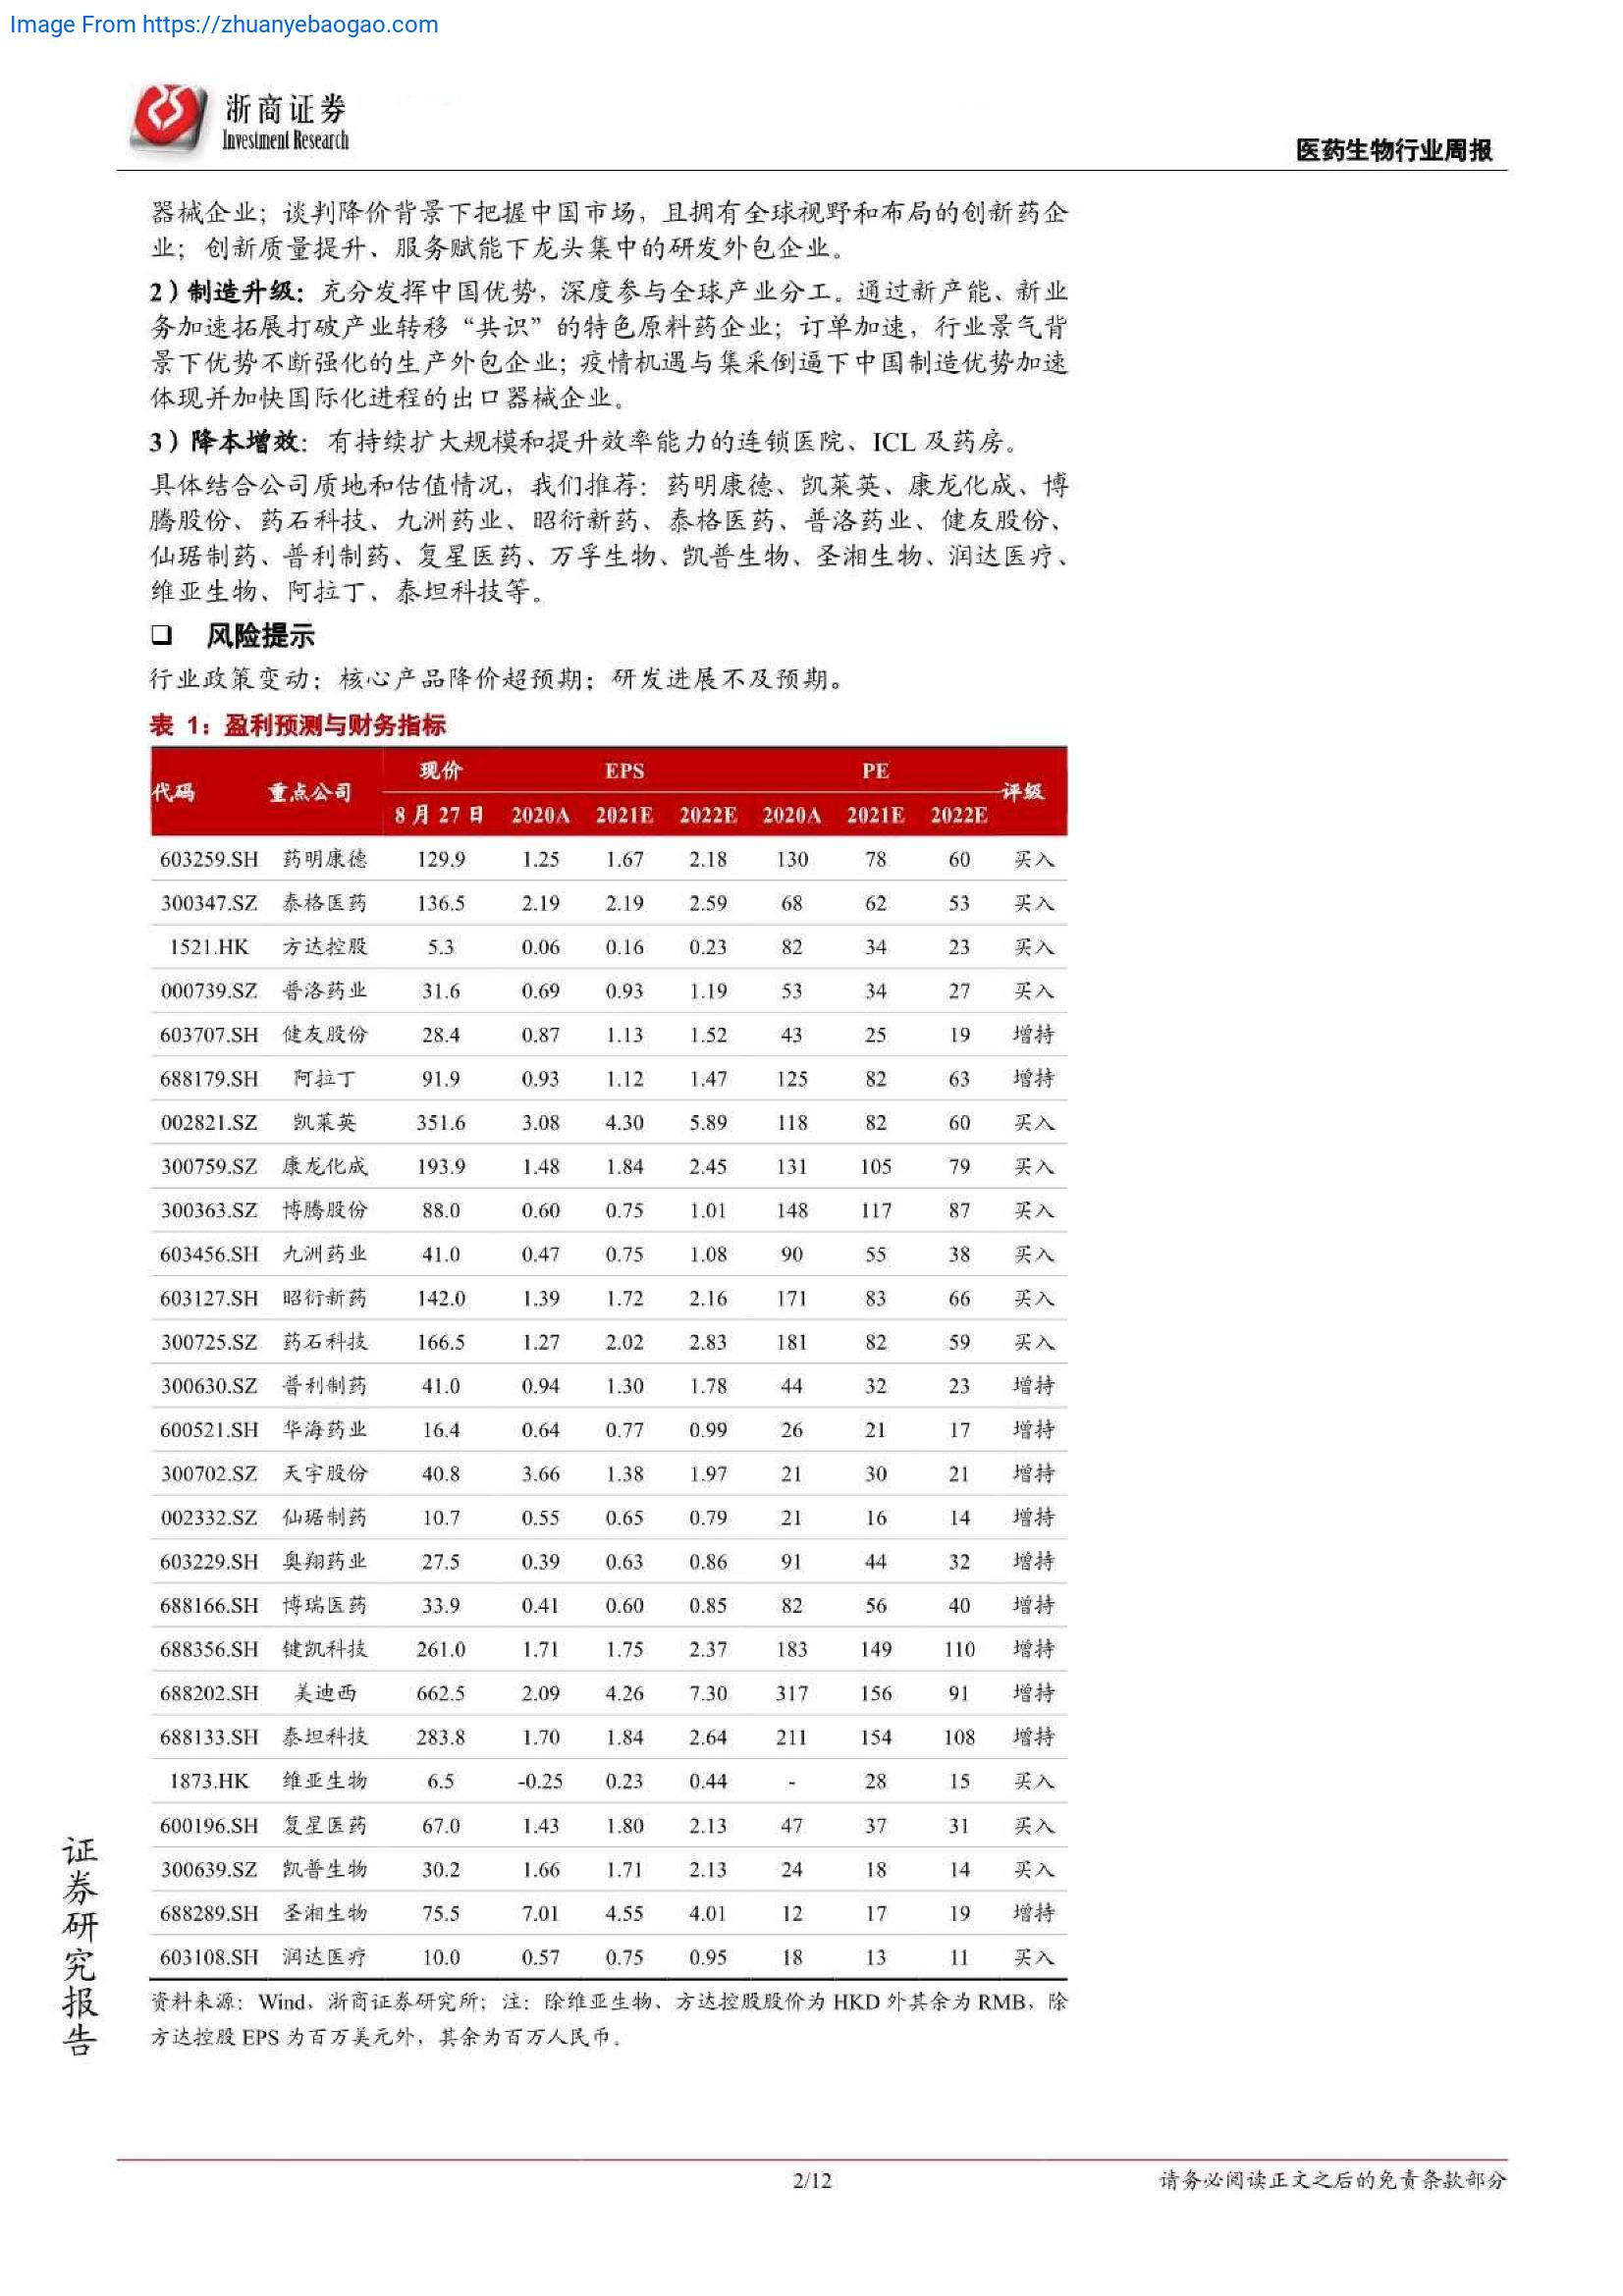 Image From https://zhuanyebaogao.com
浙商证券
Investment Research
医药生物行业周报
器械企业；谈判降价背景下把握中国市场，且拥有全球视野和布局的创新药企
业；创新质量提升、服务赋能下龙头集中的研发外包企业。
2）制造升级：充分发挥中国优势，深度参与全球产业分工。通过新产能、新业
务加速拓展打破产业转移“共识”的特色原料药企业；订单加速，行业景气背
景下优势不断强化的生产外包企业；疫情机遇与集采倒逼下中国制造优势加速
体现并加快国际化进程的出口器械企业。
3）降本增效：有持续扩大规模和提升效率能力的连锁医院、ICL 及药房。
具体结合公司质地和估值情况，我们推荐：药明康德、凯莱英、康龙化成、博
腾股份、药石科技、九洲药业、昭衍新药、泰格医药、普洛药业、健友股份、
仙琚制药、普利制药、复星医药、万孚生物、凯普生物、圣湘生物、润达医疗、
维亚生物、阿拉丁、泰坦科技等。
❑ 风险提示
行业政策变动；核心产品降价超预期；研发进展不及预期。
表 1：盈利预测与财务指标
代码 重点公司 现价 EPS PE 评级
8 月 27 日 2020A 2021E 2022E 2020A 2021E 2022E
603259.SH 药明康德 129.9 1.25 1.67 2.18 130 78 60 买入
300347.SZ 泰格医药 136.5 2.19 2.19 2.59 68 62 53 买入
1521.HK 方达控股 5.3 0.06 0.16 0.23 82 34 23 买入
000739.SZ 普洛药业 31.6 0.69 0.93 1.19 53 34 27 买入
603707.SH 健友股份 28.4 0.87 1.13 1.52 43 25 19 增持
688179.SH 阿拉丁 91.9 0.93 1.12 1.47 125 82 63 增持
002821.SZ 凯莱英 351.6 3.08 4.30 5.89 118 82 60 买入
300759.SZ 康龙化成 193.9 1.48 1.84 2.45 131 105 79 买入
300363.SZ 博腾股份 88.0 0.60 0.75 1.01 148 117 87 买入
603456.SH 九洲药业 41.0 0.47 0.75 1.08 90 55 38 买入
603127.SH 昭衍新药 142.0 1.39 1.72 2.16 171 83 66 买入
300725.SZ 药石科技 166.5 1.27 2.02 2.83 181 82 59 买入
300630.SZ 普利制药 41.0 0.94 1.30 1.78 44 32 23 增持
600521.SH 华海药业 16.4 0.64 0.77 0.99 26 21 17 增持
300702.SZ 天宇股份 40.8 3.66 1.38 1.97 21 30 21 增持
002332.SZ 仙琚制药 10.7 0.55 0.65 0.79 21 16 14 增持
603229.SH 奥翔药业 27.5 0.39 0.63 0.86 91 44 32 增持
688166.SH 博瑞医药 33.9 0.41 0.60 0.85 82 56 40 增持
688356.SH 键凯科技 261.0 1.71 1.75 2.37 183 149 110 增持
688202.SH 美迪西 662.5 2.09 4.26 7.30 317 156 91 增持
688133.SH 泰坦科技 283.8 1.70 1.84 2.64 211 154 108 增持
1873.HK 维亚生物 6.5 -0.25 0.23 0.44 - 28 15 买入
600196.SH 复星医药 67.0 1.43 1.80 2.13 47 37 31 买入
300639.SZ 凯普生物 30.2 1.66 1.71 2.13 24 18 14 买入
688289.SH 圣湘生物 75.5 7.01 4.55 4.01 12 17 19 增持
603108.SH 润达医疗 10.0 0.57 0.75 0.95 18 13 11 买入
资料来源：Wind，浙商证券研究所；注：除维亚生物、方达控股股价为 HKD 外其余为 RMB，除
方达控股 EPS 为百万美元外，其余为百万人民币。
证券研究报告
2/12
请务必阅读正文之后的免责条款部分